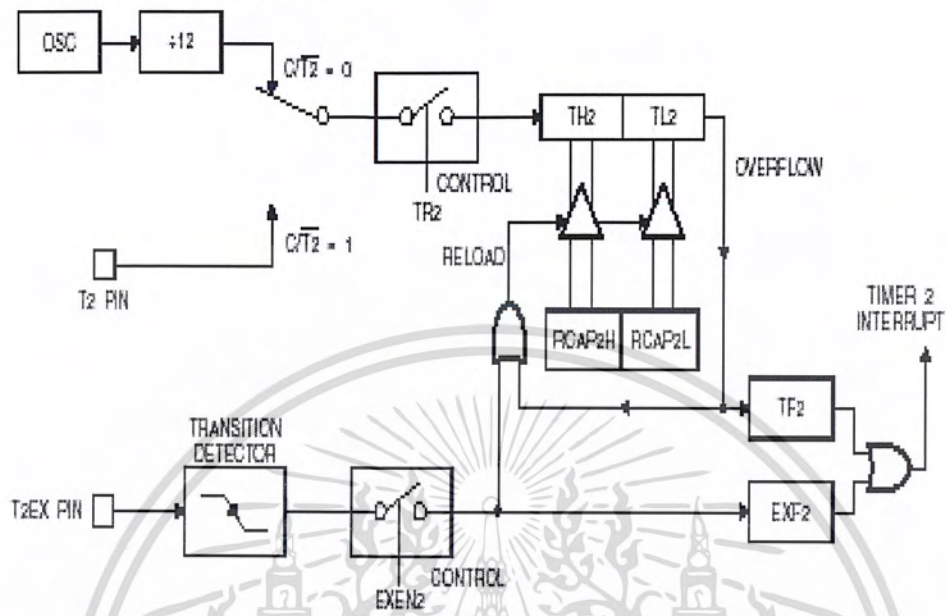 OSC
÷12
C/T2 = 0
TH2
TL2
OVERFLOW
CONTROL
TR2
C/T2 = 1
RELOAD
T2 PIN
TIMER 2
INTERRUPT
RCAP2H
RCAP2L
TF2
TRANSITION
DETECTOR
T2EX PIN
EXF2
CONTROL
EXEN2